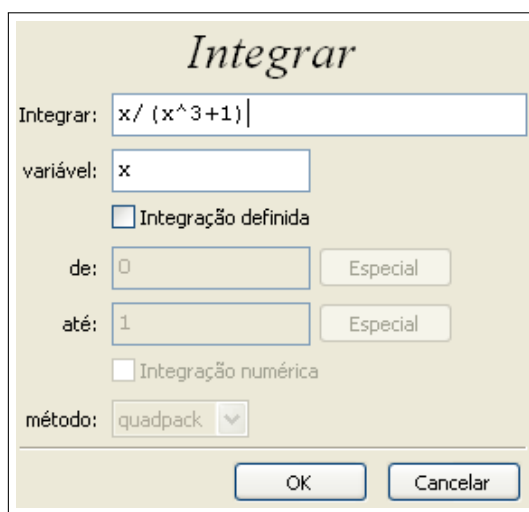 Integrar
Integrar: x/(x^3+1)
variável: x
Integração definida
de: 0 Especial
até: 1 Especial
Integração numérica
método: quadpack
OK Cancelar